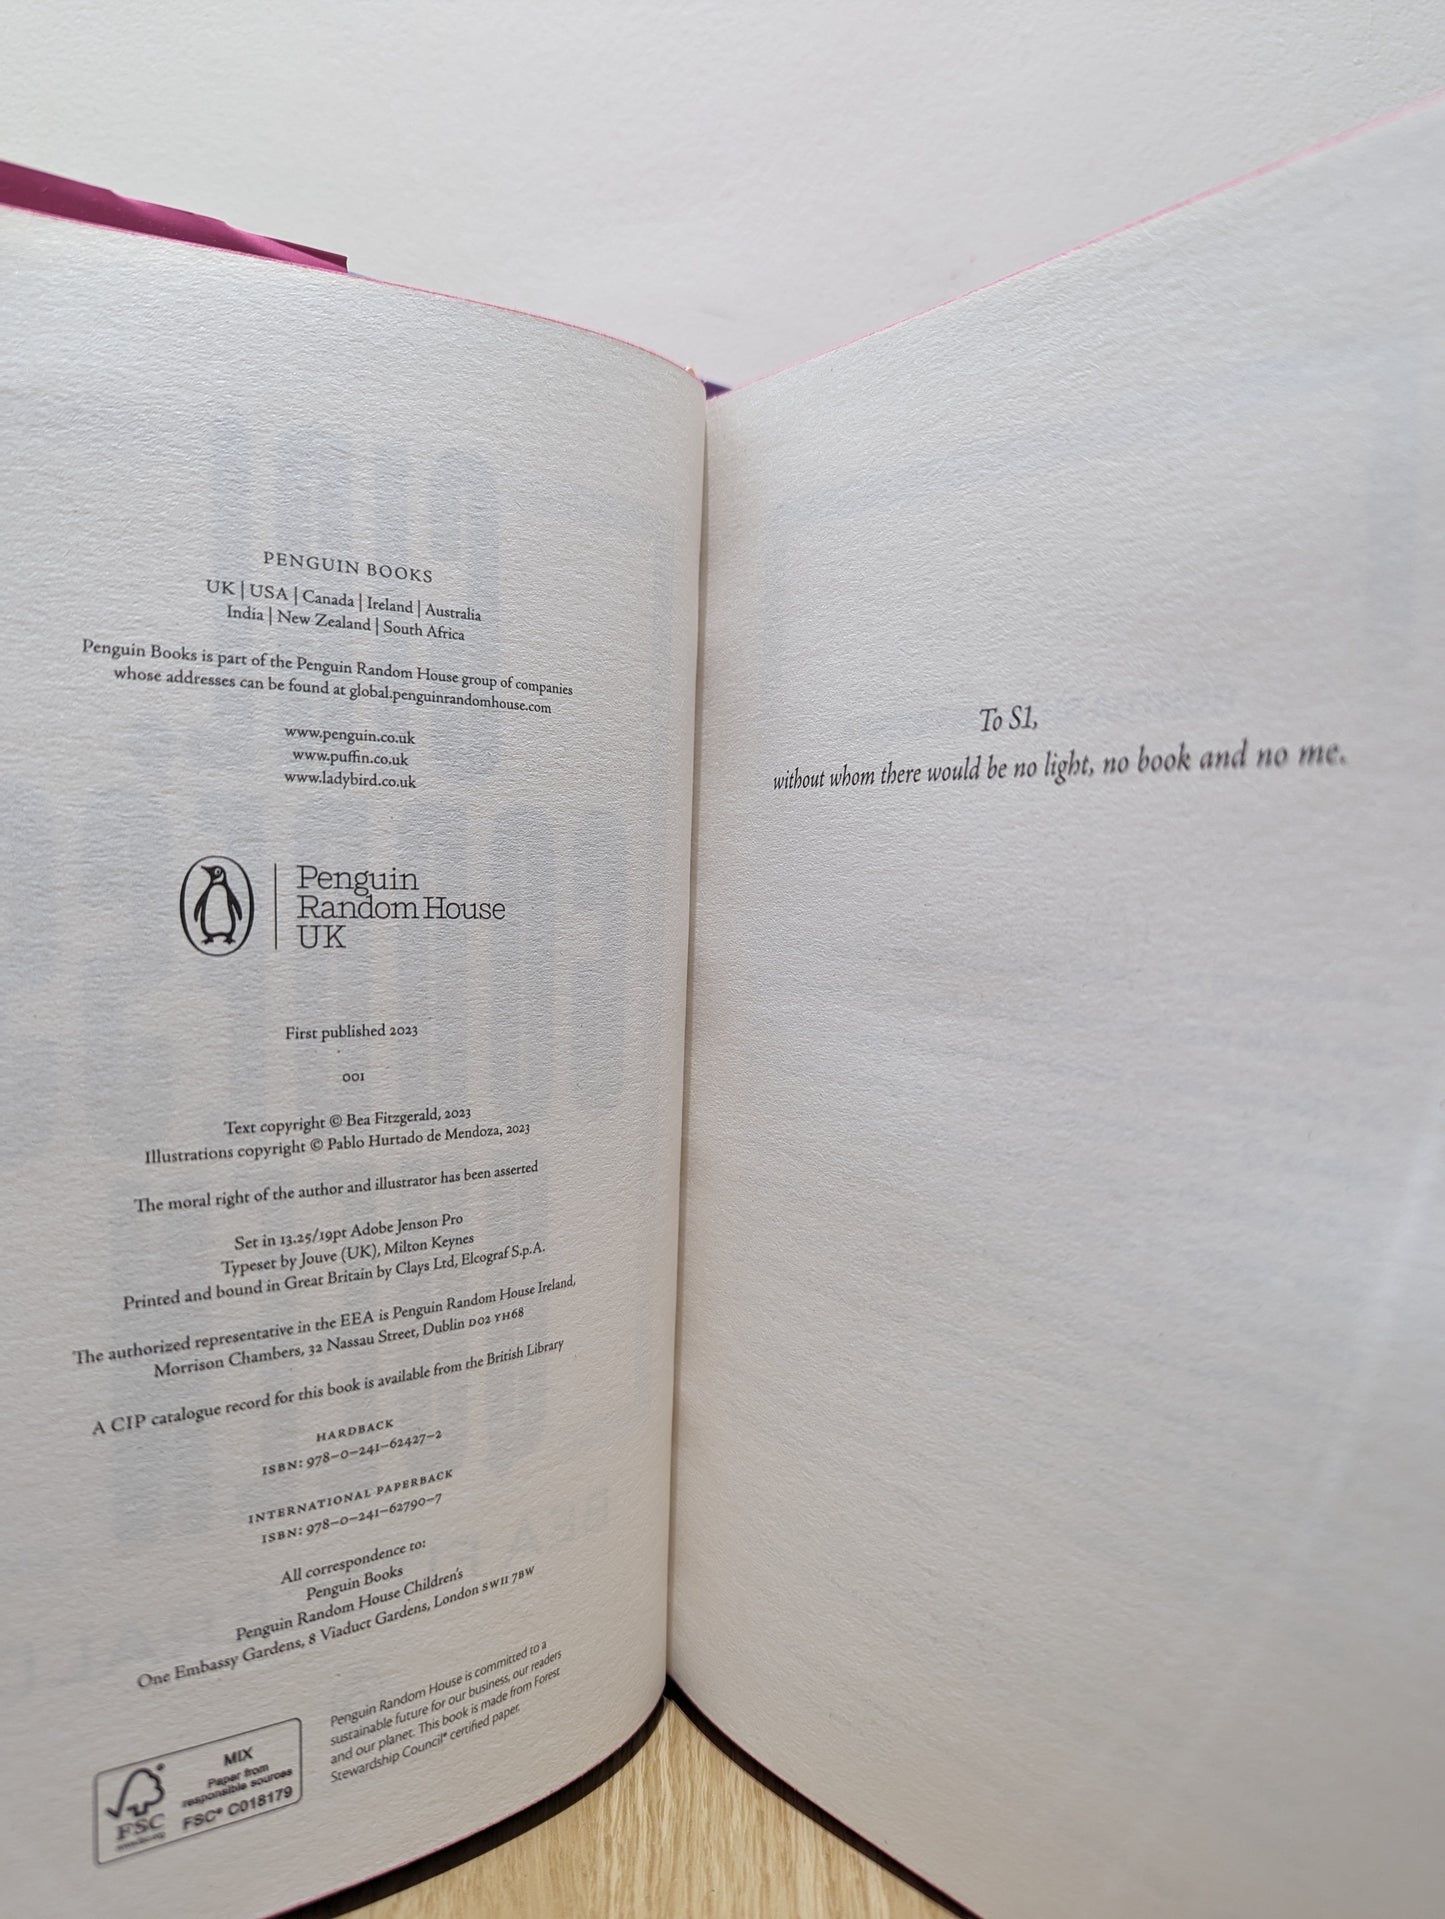 PENGUIN BOOKS
UK | USA | Canada | Ireland | Australia
India | New Zealand | South Africa
Penguin Books is part of the Penguin Random House group of companies
whose addresses can be found at global.penguinrandomhouse.com
www.penguin.co.uk
www.puffin.co.uk
www.ladybird.co.uk
Penguin
Random House
UK
First published 2023
001
Text copyright © Bea Fitzgerald, 2023
Illustrations copyright © Pablo Hurtado de Mendoza, 2023
The moral right of the author and illustrator has been asserted
Set in 13.25/19pt Adobe Jenson Pro
Typeset by Jouve (UK), Milton Keynes
Printed and bound in Great Britain by Clays Ltd, Elcograf S.p.A.
The authorized representative in the EEA is Penguin Random House Ireland,
Morrison Chambers, 32 Nassau Street, Dublin D02 YH68
A CIP catalogue record for this book is available from the British Library
HARDBACK
ISBN: 978–0–241–62427–2
INTERNATIONAL PAPERBACK
ISBN: 978–0–241–62790–7
All correspondence to:
Penguin Books
Penguin Random House Children's
One Embassy Gardens, 8 Viaduct Gardens, London SW11 7BW
MIX
Paper from
responsible sources
FSC® C018179
FSC
Penguin Random House is committed to a
sustainable future for our business, our readers
and our planet. This book is made from Forest
Stewardship Council® certified paper.
To S1,
without whom there would be no light, no book and no me.